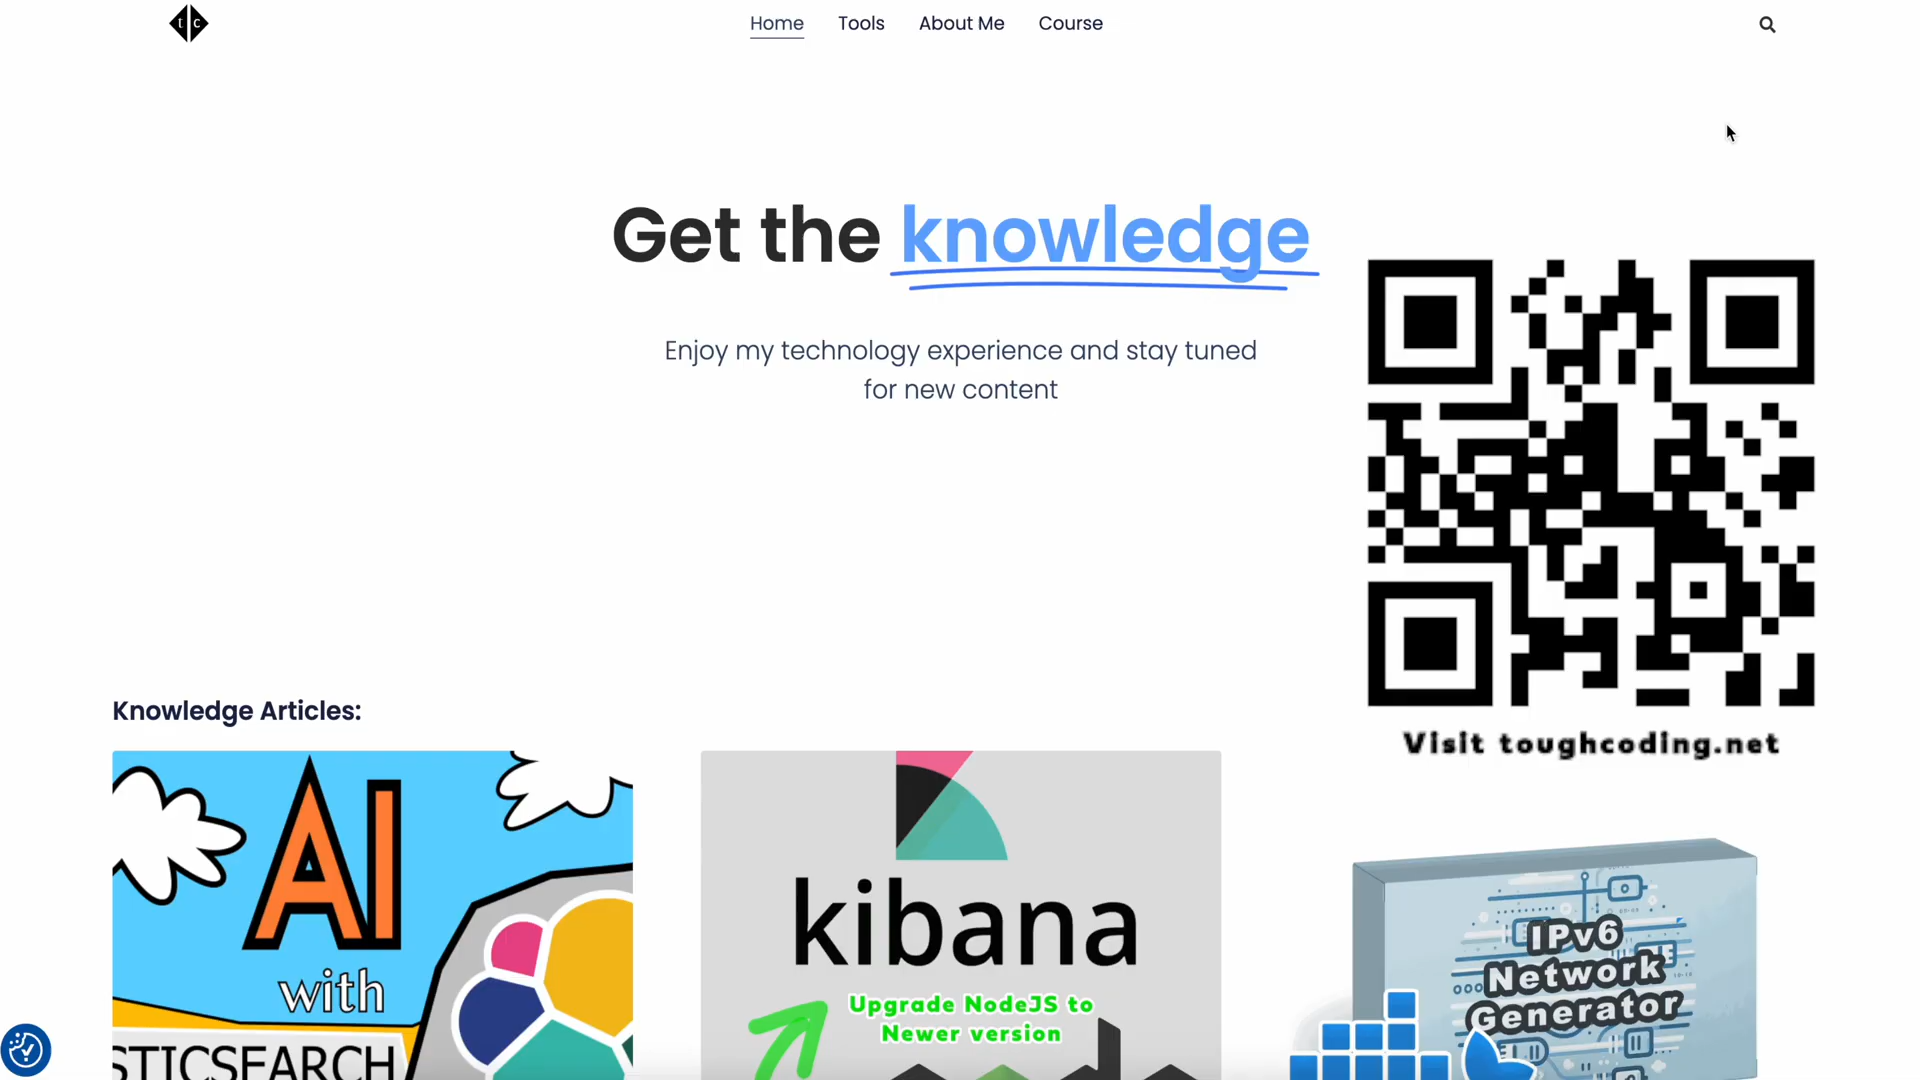 t c
Home Tools About Me Course
Get the knowledge
Enjoy my technology experience and stay tuned
for new content
Visit toughcoding.net
Knowledge Articles:
AI
with
STICSEARCH
kibana
Upgrade NodeJS to
Newer version
IPv6
Network
Generator